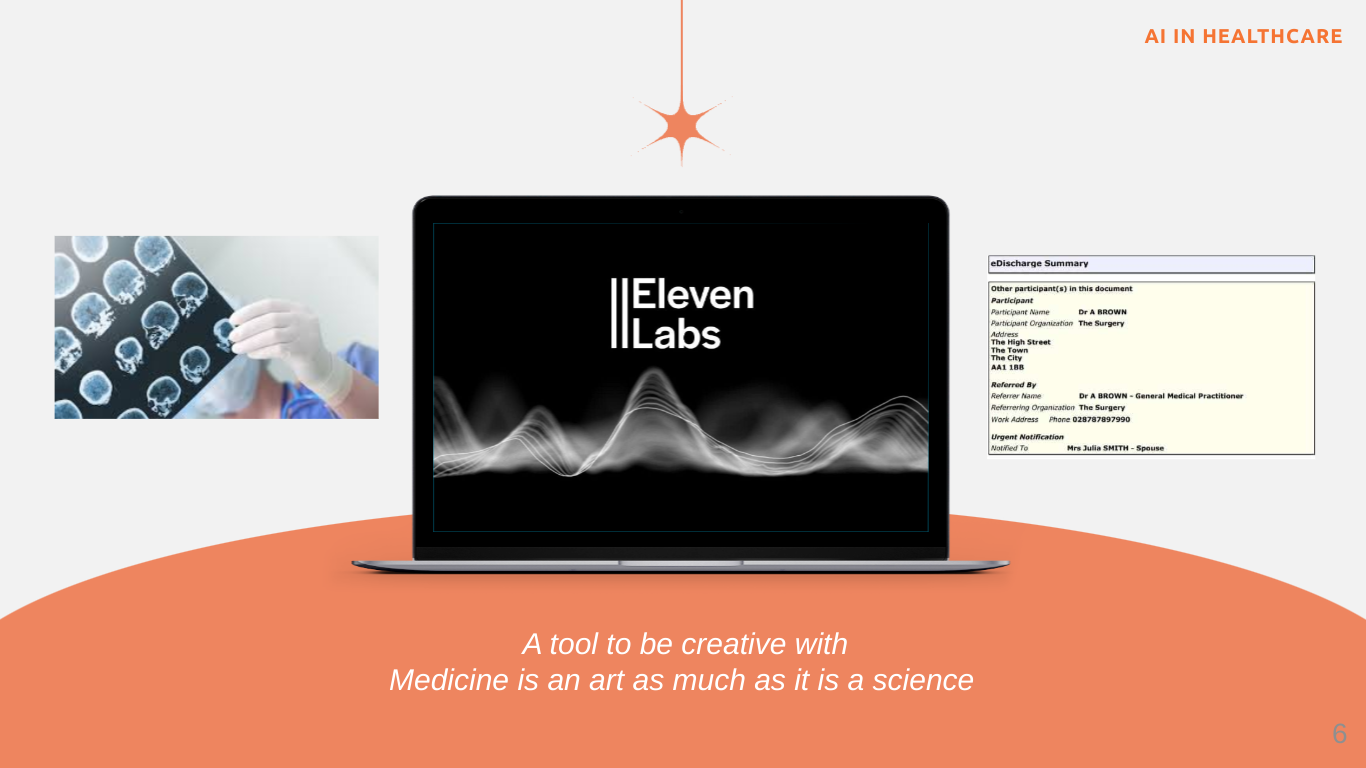 AI IN HEALTHCARE
Eleven
Labs
eDischarge Summary
Other participant(s) in this document
Participant
Participant Name Dr A BROWN
Participant Organization The Surgery
Address
The High Street
The Town
The City
AA1 1BB
Referred By
Referrer Name Dr A BROWN - General Medical Practitioner
Referrering Organization The Surgery
Work Address Phone 028787897990
Urgent Notification
Notified To Mrs Julia SMITH - Spouse
A tool to be creative with
Medicine is an art as much as it is a science
6